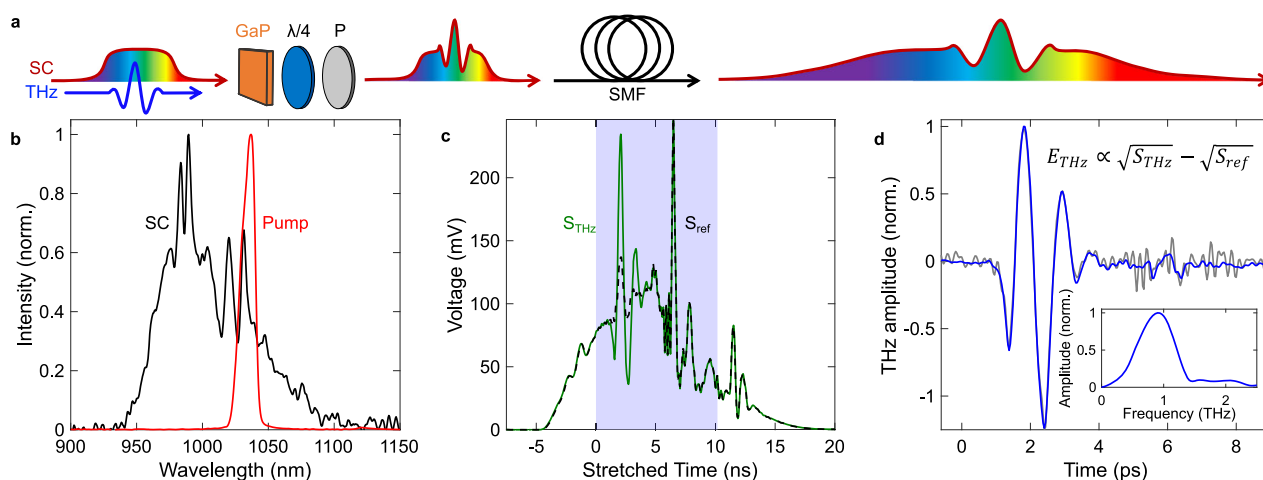 a
GaP λ/4 P
SC
THz
SMF
b
Intensity (norm.)
1
0.8
0.6
0.4
0.2
0
SC
Pump
900 950 1000 1050 1100 1150
Wavelength (nm)
c
Voltage (mV)
200
150
100
50
0
S_THz
S_ref
-5 0 5 10 15 20
Stretched Time (ns)
d
E_THz ∝ √S_THz − √S_ref
THz amplitude (norm.)
1
0.5
0
-0.5
-1
0 2 4 6 8
Time (ps)
Amplitude (norm.)
1
0.5
0
0 1 2
Frequency (THz)